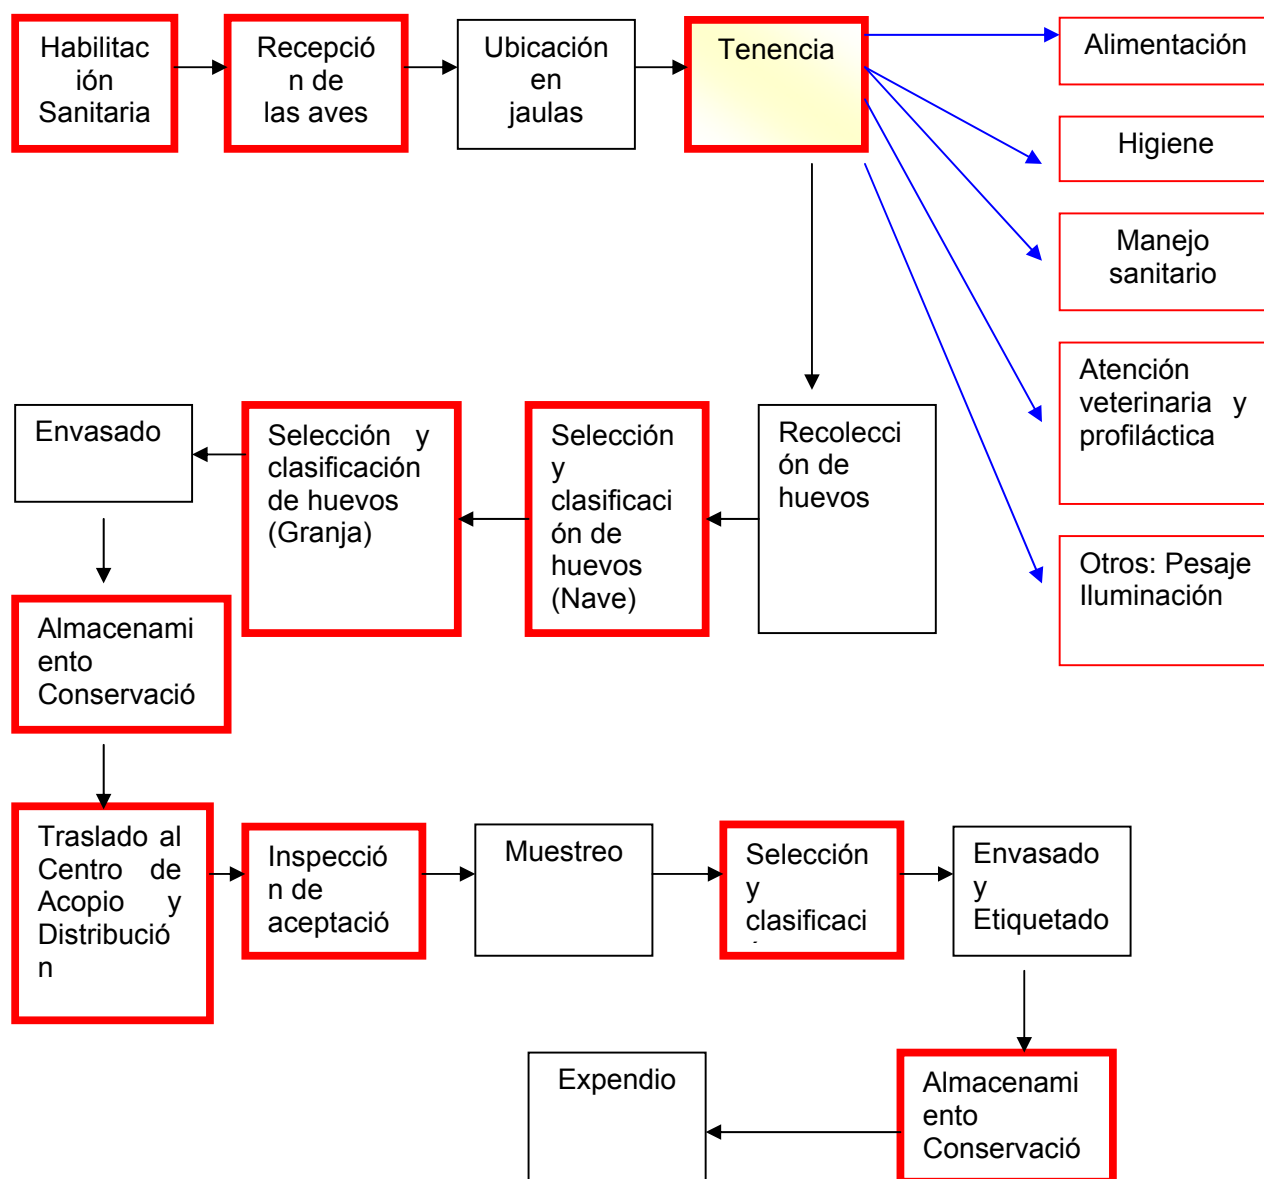 Habilitac
ión
Sanitaria
Recepció
n de
las aves
Ubicación
en
jaulas
Tenencia
Alimentación
Higiene
Manejo
sanitario
Atención
veterinaria y
profiláctica
Otros: Pesaje
Iluminación
Recolecci
ón de
huevos
Selección
y
clasificaci
ón de
huevos
(Nave)
Selección y
clasificación
de huevos
(Granja)
Envasado
Almacenami
ento
Conservació
Traslado al
Centro de
Acopio y
Distribució
n
Inspecció
n de
aceptació
Muestreo
Selección
y
clasificaci
Envasado
y
Etiquetado
Almacenami
ento
Conservació
Expendio